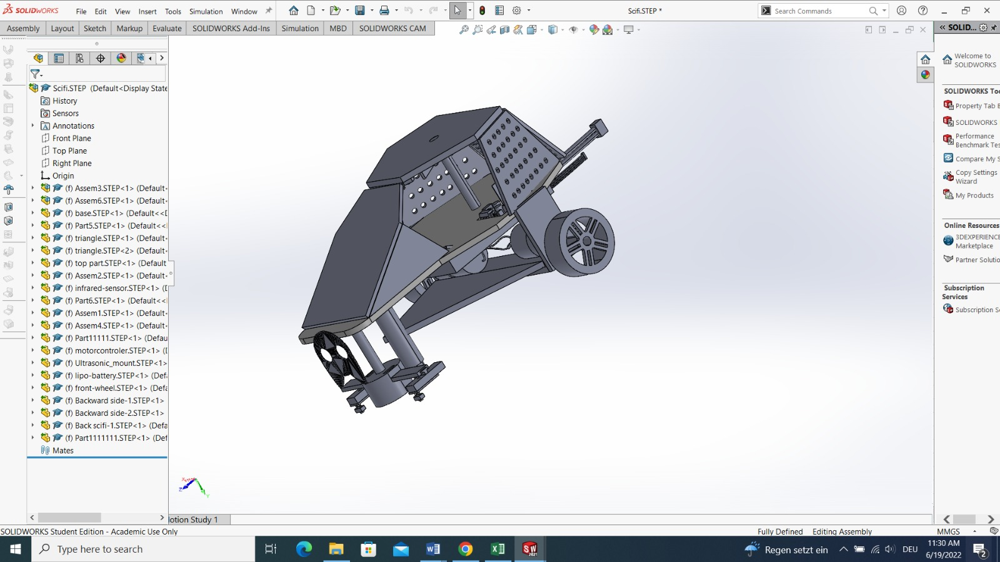 SOLIDWORKS
File Edit View Insert Tools Simulation Window
Scifi.STEP *
Search Commands
Assembly Layout Sketch Markup Evaluate SOLIDWORKS Add-Ins Simulation MBD SOLIDWORKS CAM
SOLID...
Welcome to
SOLIDWORKS
SOLIDWORKS Too
Property Tab B
SOLIDWORKS
Performance
Benchmark Tes
Compare My S
Copy Settings
Wizard
My Products
Online Resources
3DEXPERIENCE
Marketplace
Partner Solutio
Subscription
Services
Subscription Se
Scifi.STEP (Default<Display State
History
Sensors
Annotations
Front Plane
Top Plane
Right Plane
Origin
(f) Assem3.STEP<1> (Default
(f) Assem6.STEP<1> (Default
(f) base.STEP<1> (Default<<D
(f) Part5.STEP<1> (Default<<
(f) triangle.STEP<1> (Default
(f) triangle.STEP<2> (Default
(f) top part.STEP<1> (Default
(f) Assem2.STEP<1> (Default
(f) infrared-sensor.STEP<1> (D
(f) Part6.STEP<1> (Default<<
(f) Assem1.STEP<1> (Default
(f) Assem4.STEP<1> (Default
(f) Part11111.STEP<1> (Defau
(f) motorcontroler.STEP<1> (D
(f) Ultrasonic_mount.STEP<1>
(f) lipo-battery.STEP<1> (Defa
(f) front-wheel.STEP<1> (Defa
(f) Backward side-1.STEP<1>
(f) Backward side-2.STEP<1>
(f) Back scifi-1.STEP<1> (Defa
(f) Part1111111.STEP<1> (Def
Mates
X
Z
Y
otion Study 1
SOLIDWORKS Student Edition - Academic Use Only
Fully Defined Editing Assembly MMGS
Type here to search
SW
2021
Regen setzt ein
DEU
11:30 AM
6/19/2022
2